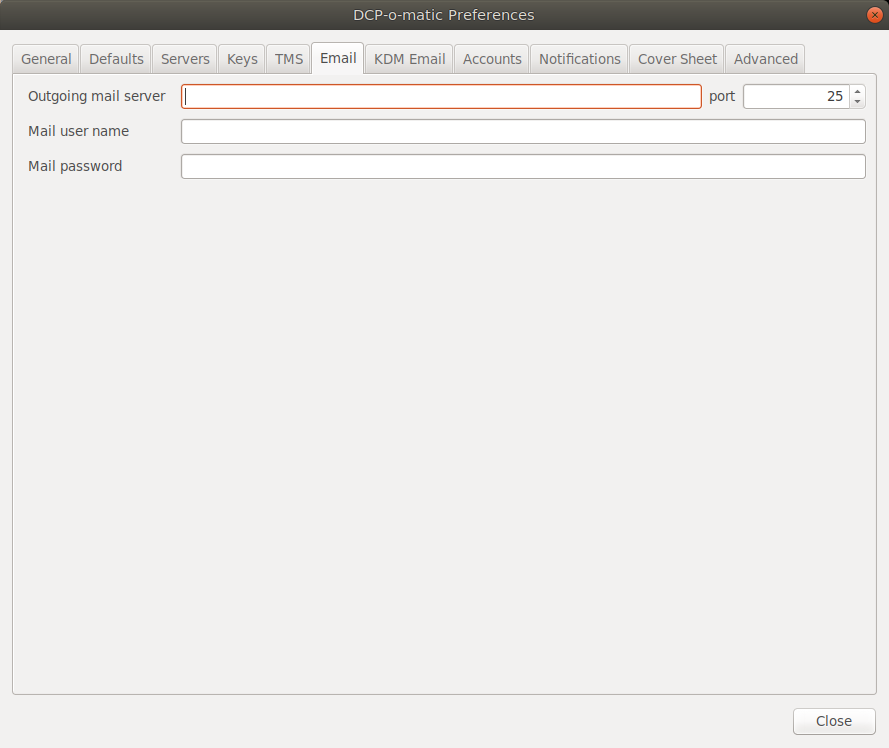 DCP-o-matic Preferences
General Defaults Servers Keys TMS Email KDM Email Accounts Notifications Cover Sheet Advanced
Outgoing mail server port 25
Mail user name
Mail password
Close